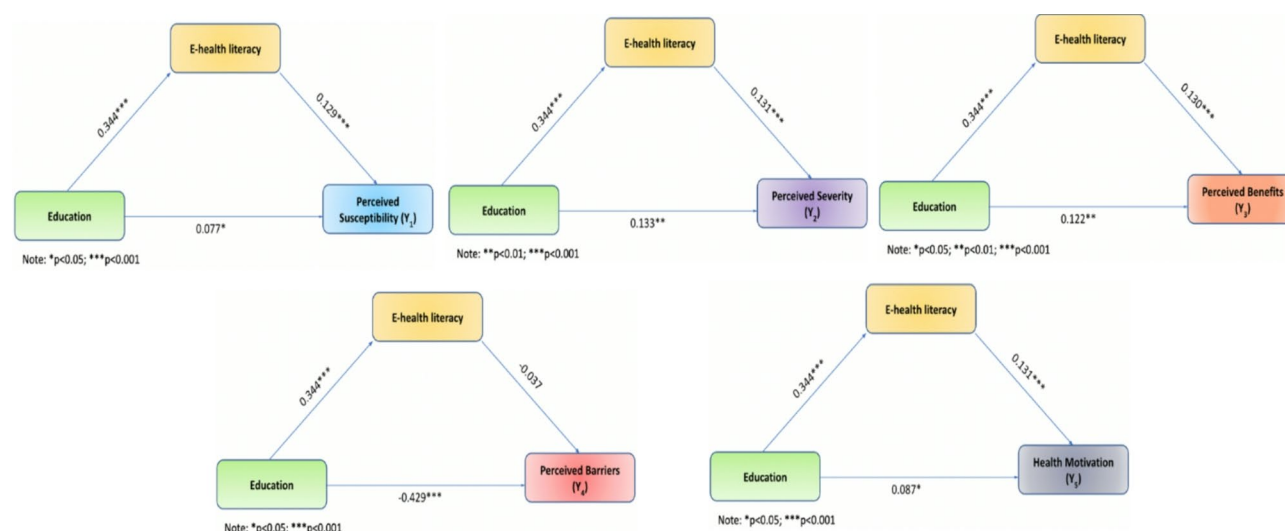 E-health literacy
0.344***
0.129***
Education
Perceived
Susceptibility (Y1)
0.077*
Note: *p<0.05; ***p<0.001
E-health literacy
0.344***
0.131***
Education
Perceived Severity
(Y2)
0.133**
Note: **p<0.01; ***p<0.001
E-health literacy
0.344***
0.130***
Education
Perceived Benefits
(Y3)
0.122**
Note: *p<0.05; **p<0.01; ***p<0.001
E-health literacy
0.344***
-0.037
Education
Perceived Barriers
(Y4)
-0.429***
Note: *p<0.05; ***p<0.001
E-health literacy
0.344***
0.131***
Education
Health Motivation
(Y5)
0.087*
Note: *p<0.05; ***p<0.001